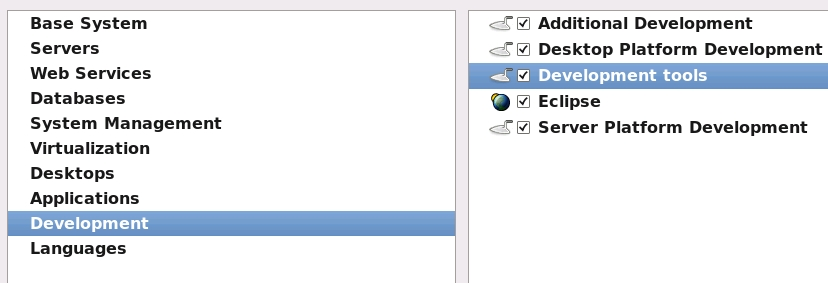 Base System
Servers
Web Services
Databases
System Management
Virtualization
Desktops
Applications
Development
Languages
Additional Development
Desktop Platform Development
Development tools
Eclipse
Server Platform Development